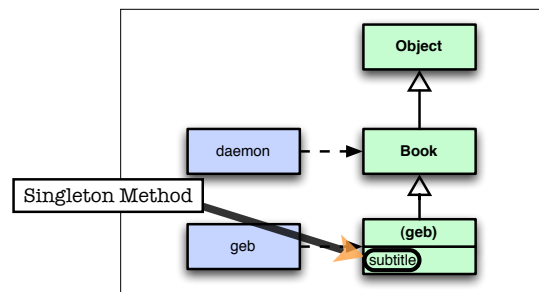 Object
daemon
Book
Singleton Method
(geb)
geb
subtitle